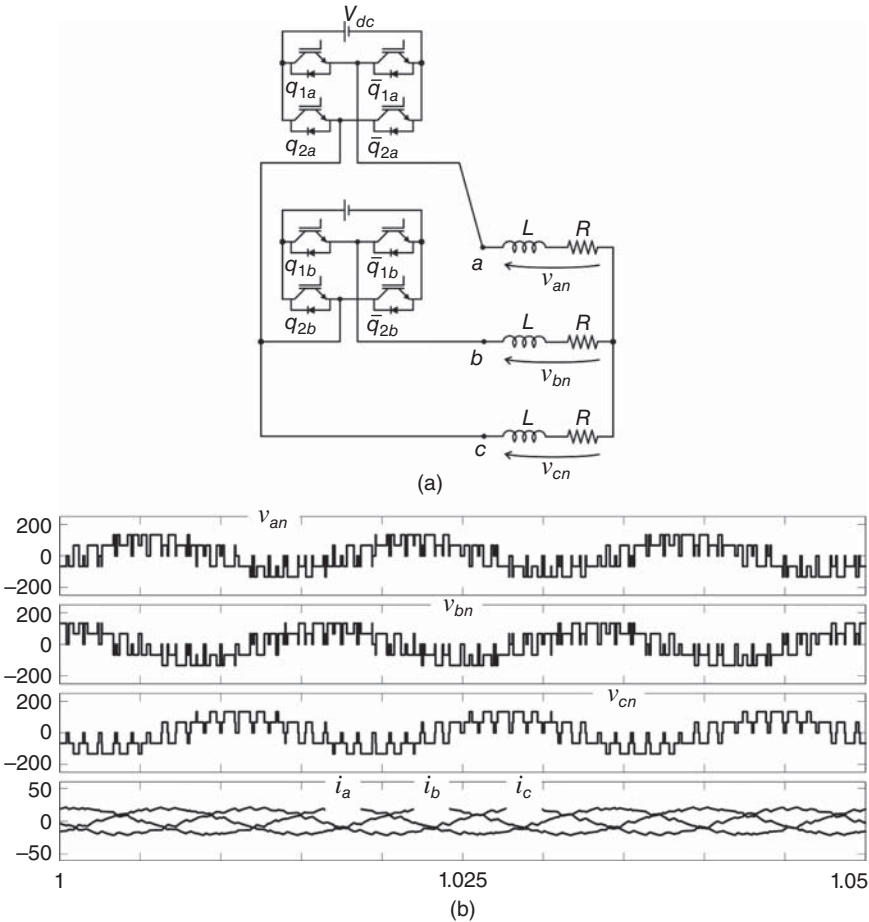 V_dc
q_1a q̄_1a
q_2a q̄_2a
L R
a
v_an
q_1b q̄_1b
q_2b q̄_2b
L R
b
v_bn
L R
c
v_cn
(a)
v_an
200
0
−200
v_bn
200
0
−200
v_cn
200
0
−200
i_a i_b i_c
50
0
−50
1 1.025 1.05
(b)